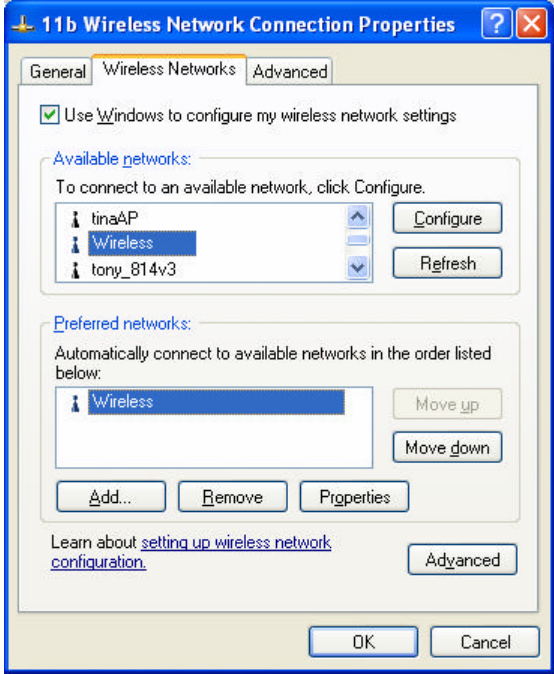 11b Wireless Network Connection Properties
General Wireless Networks Advanced
Use Windows to configure my wireless network settings
Available networks:
To connect to an available network, click Configure.
tinaAP
Wireless
tony_814v3
Configure
Refresh
Preferred networks:
Automatically connect to available networks in the order listed
below:
Wireless
Move up
Move down
Add... Remove Properties
Learn about setting up wireless network
configuration.
Advanced
OK Cancel